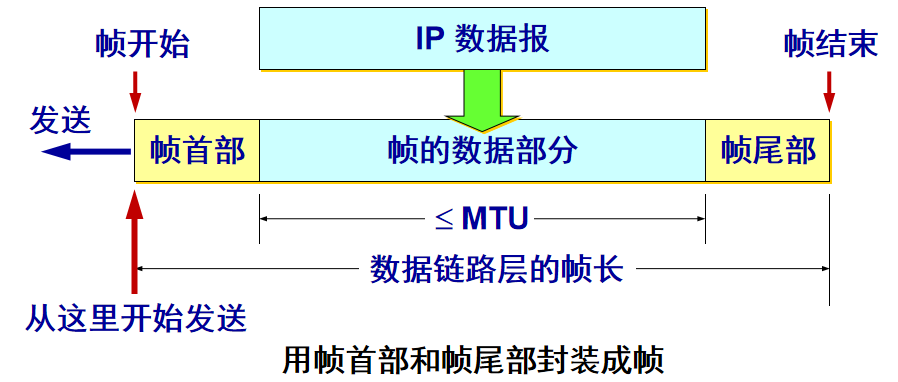 IP 数据报
帧开始
帧结束
发送
帧首部
帧的数据部分
帧尾部
≤ MTU
数据链路层的帧长
从这里开始发送
用帧首部和帧尾部封装成帧